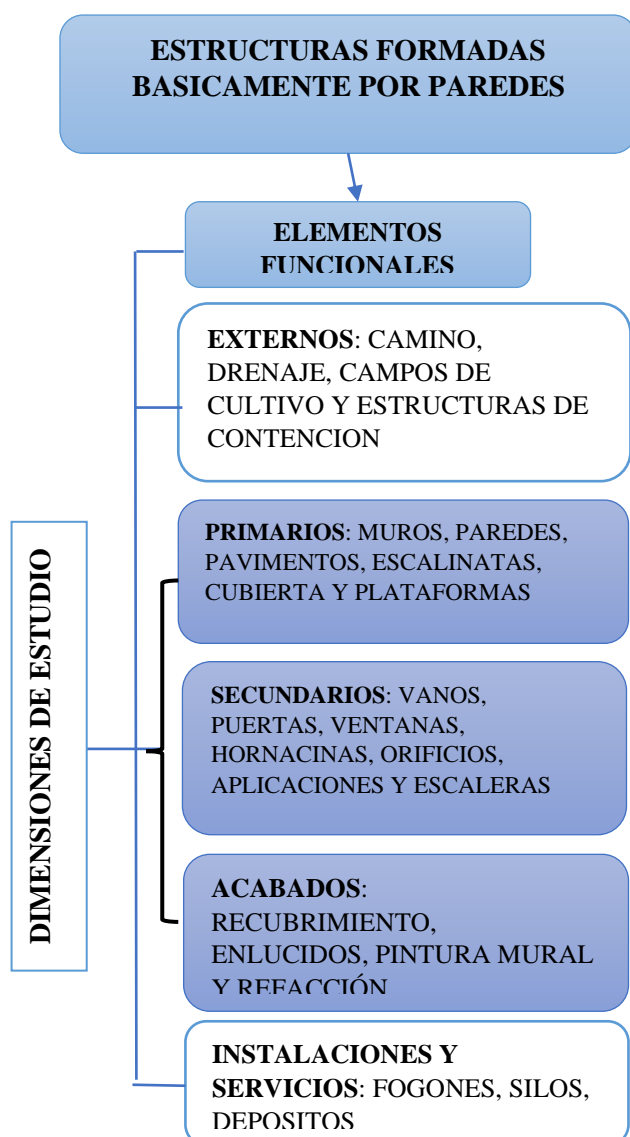 ESTRUCTURAS FORMADAS
BASICAMENTE POR PAREDES
ELEMENTOS
FUNCIONALES
EXTERNOS: CAMINO,
DRENAJE, CAMPOS DE
CULTIVO Y ESTRUCTURAS DE
CONTENCION
DIMENSIONES DE ESTUDIO
PRIMARIOS: MUROS, PAREDES,
PAVIMENTOS, ESCALINATAS,
CUBIERTA Y PLATAFORMAS
SECUNDARIOS: VANOS,
PUERTAS, VENTANAS,
HORNACINAS, ORIFICIOS,
APLICACIONES Y ESCALERAS
ACABADOS:
RECUBRIMIENTO,
ENLUCIDOS, PINTURA MURAL
Y REFACCIÓN
INSTALACIONES Y
SERVICIOS: FOGONES, SILOS,
DEPOSITOS